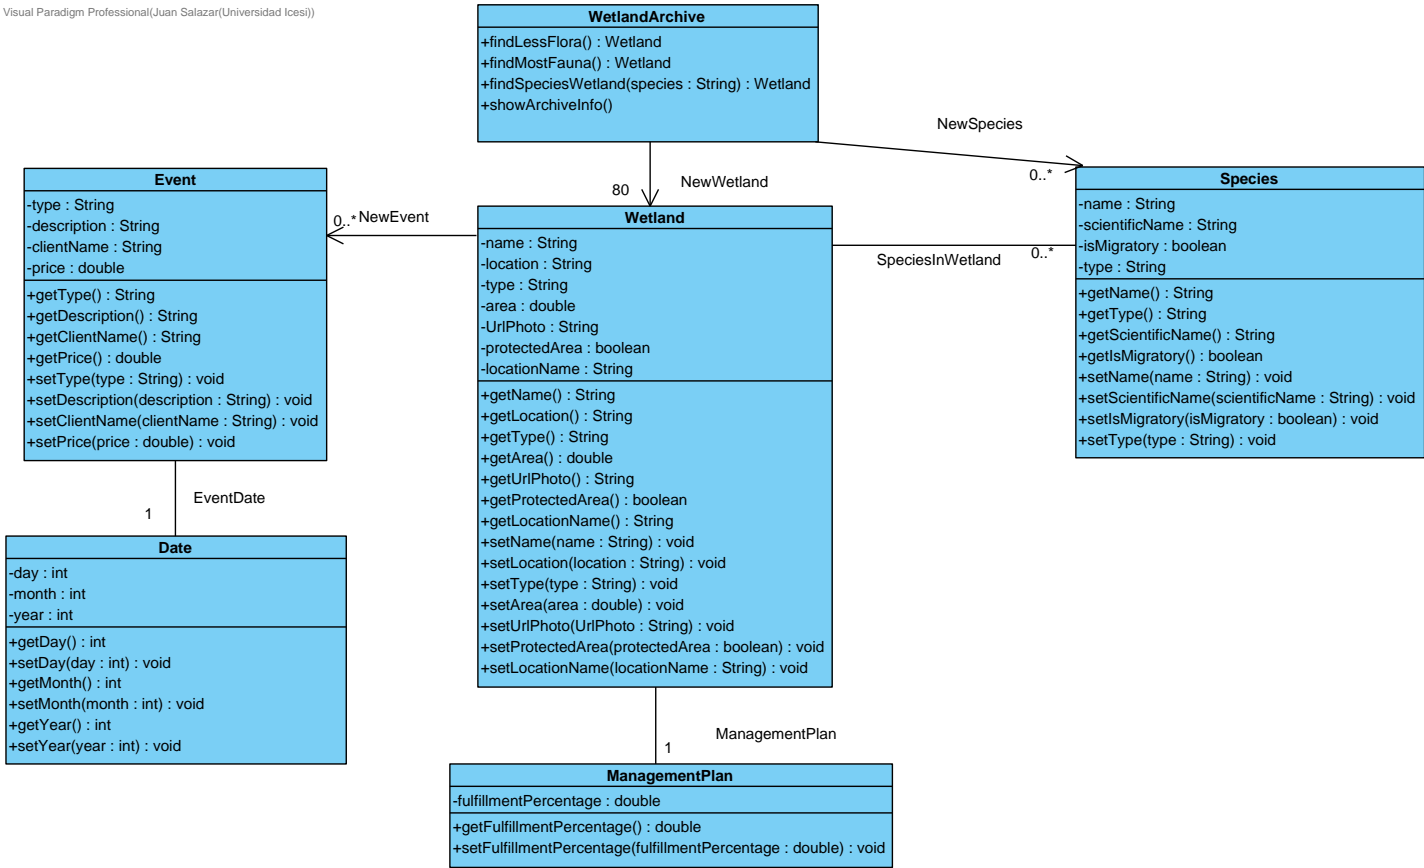 Visual Paradigm Professional(Juan Salazar(Universidad Icesi))
WetlandArchive
+findLessFlora() : Wetland
+findMostFauna() : Wetland
+findSpeciesWetland(species : String) : Wetland
+showArchiveInfo()
NewSpecies
0..*
NewWetland
80
Event
-type : String
-description : String
-clientName : String
-price : double
+getType() : String
+getDescription() : String
+getClientName() : String
+getPrice() : double
+setType(type : String) : void
+setDescription(description : String) : void
+setClientName(clientName : String) : void
+setPrice(price : double) : void
0..*
NewEvent
Wetland
-name : String
-location : String
-type : String
-area : double
-UrlPhoto : String
-protectedArea : boolean
-locationName : String
+getName() : String
+getLocation() : String
+getType() : String
+getArea() : double
+getUrlPhoto() : String
+getProtectedArea() : boolean
+getLocationName() : String
+setName(name : String) : void
+setLocation(location : String) : void
+setType(type : String) : void
+setArea(area : double) : void
+setUrlPhoto(UrlPhoto : String) : void
+setProtectedArea(protectedArea : boolean) : void
+setLocationName(locationName : String) : void
SpeciesInWetland
0..*
Species
-name : String
-scientificName : String
-isMigratory : boolean
-type : String
+getName() : String
+getType() : String
+getScientificName() : String
+getIsMigratory() : boolean
+setName(name : String) : void
+setScientificName(scientificName : String) : void
+setIsMigratory(isMigratory : boolean) : void
+setType(type : String) : void
EventDate
1
Date
-day : int
-month : int
-year : int
+getDay() : int
+setDay(day : int) : void
+getMonth() : int
+setMonth(month : int) : void
+getYear() : int
+setYear(year : int) : void
ManagementPlan
1
ManagementPlan
-fulfillmentPercentage : double
+getFulfillmentPercentage() : double
+setFulfillmentPercentage(fulfillmentPercentage : double) : void